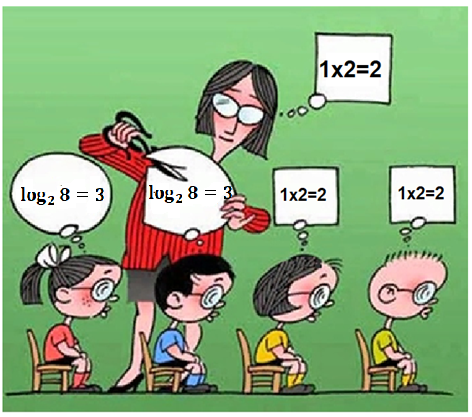 1x2=2
log₂ 8 = 3
log₂ 8 = 3
1x2=2
1x2=2